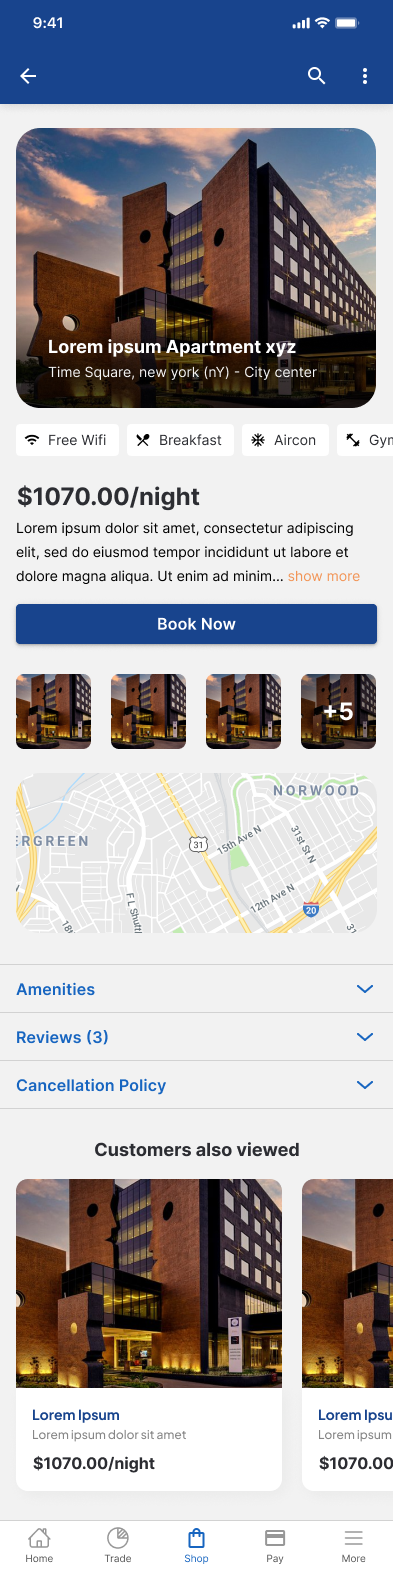 9:41
Lorem ipsum Apartment xyz
Time Square, new york (nY) - City center
Free Wifi
Breakfast
Aircon
Gym
$1070.00/night
Lorem ipsum dolor sit amet, consectetur adipiscing
elit, sed do eiusmod tempor incididunt ut labore et
dolore magna aliqua. Ut enim ad minim... show more
Book Now
+5
NORWOOD
ERGREEN
31
15th Ave N
31st St N
12th Ave N
20
F L Shuttl
18t
31
Amenities
Reviews (3)
Cancellation Policy
Customers also viewed
Lorem Ipsum
Lorem ipsum dolor sit amet
$1070.00/night
Lorem Ipsu
Lorem ipsum
$1070.00
Home
Trade
Shop
Pay
More